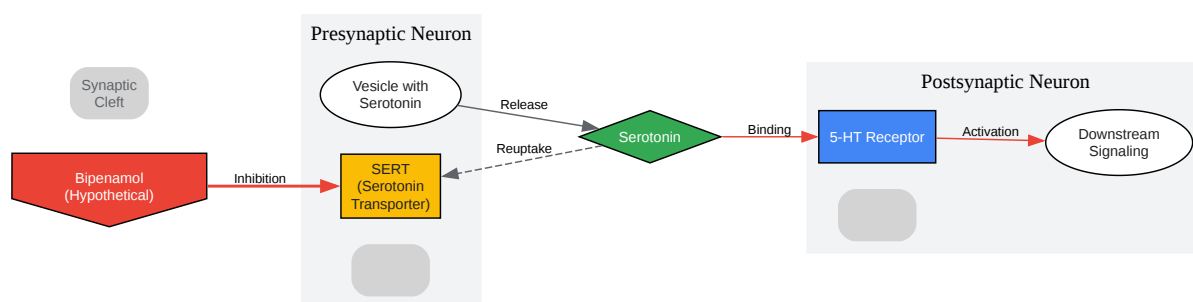 Synaptic
Cleft
Bipenamol
(Hypothetical)
Inhibition
Presynaptic Neuron
Vesicle with
Serotonin
SERT
(Serotonin
Transporter)
Release
Reuptake
Serotonin
Binding
Postsynaptic Neuron
5-HT Receptor
Activation
Downstream
Signaling